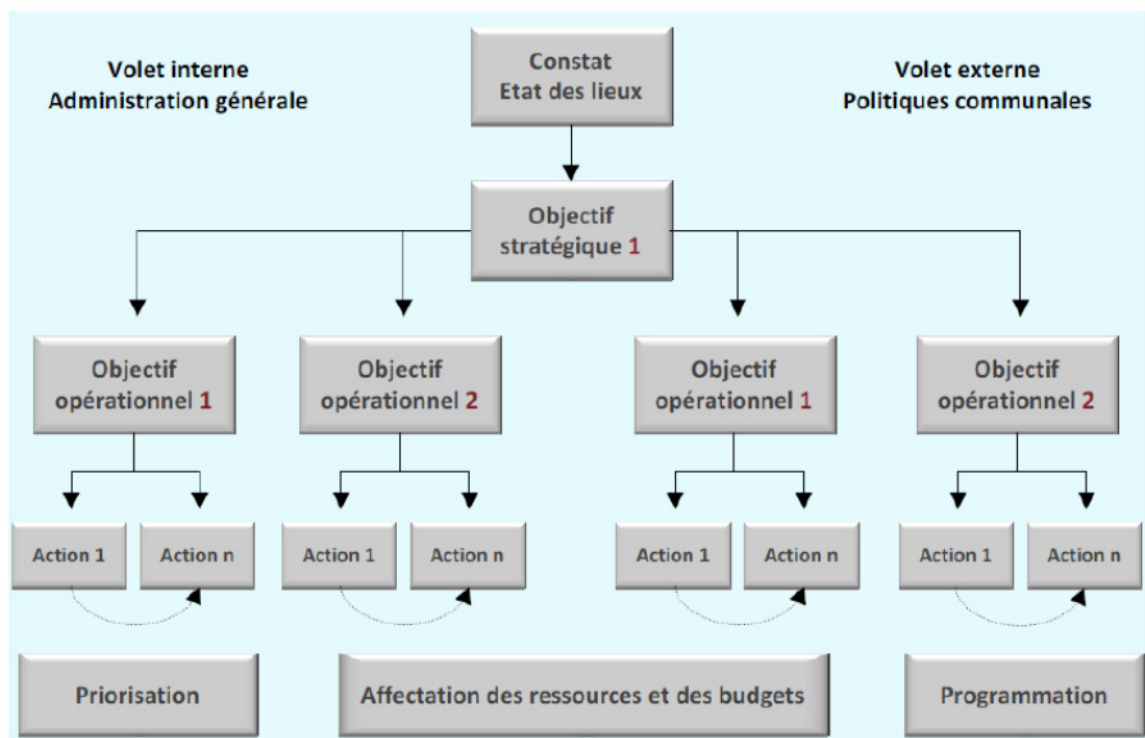 Volet interne
Administration générale
Constat
Etat des lieux
Volet externe
Politiques communales
Objectif
stratégique 1
Objectif
opérationnel 1
Objectif
opérationnel 2
Objectif
opérationnel 1
Objectif
opérationnel 2
Action 1
Action n
Action 1
Action n
Action 1
Action n
Action 1
Action n
Priorisation
Affectation des ressources et des budgets
Programmation